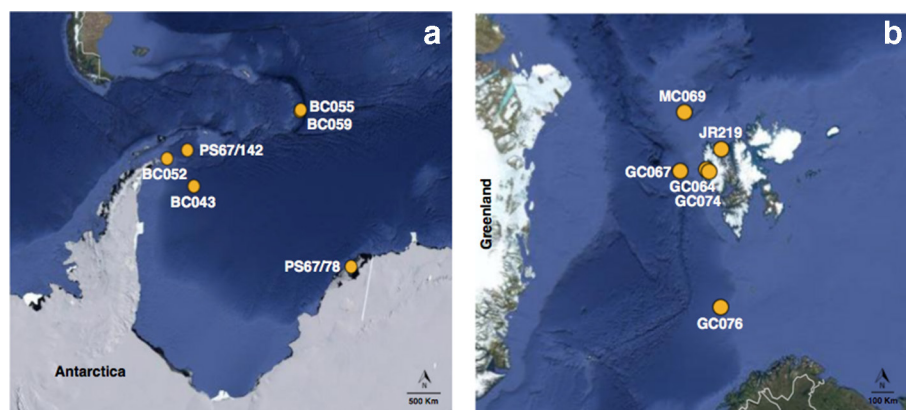 a
BC055
BC059
PS67/142
BC052
BC043
PS67/78
Antarctica
N
500 Km
b
MC069
JR219
GC067
GC064
GC074
Greenland
GC076
N
100 Km